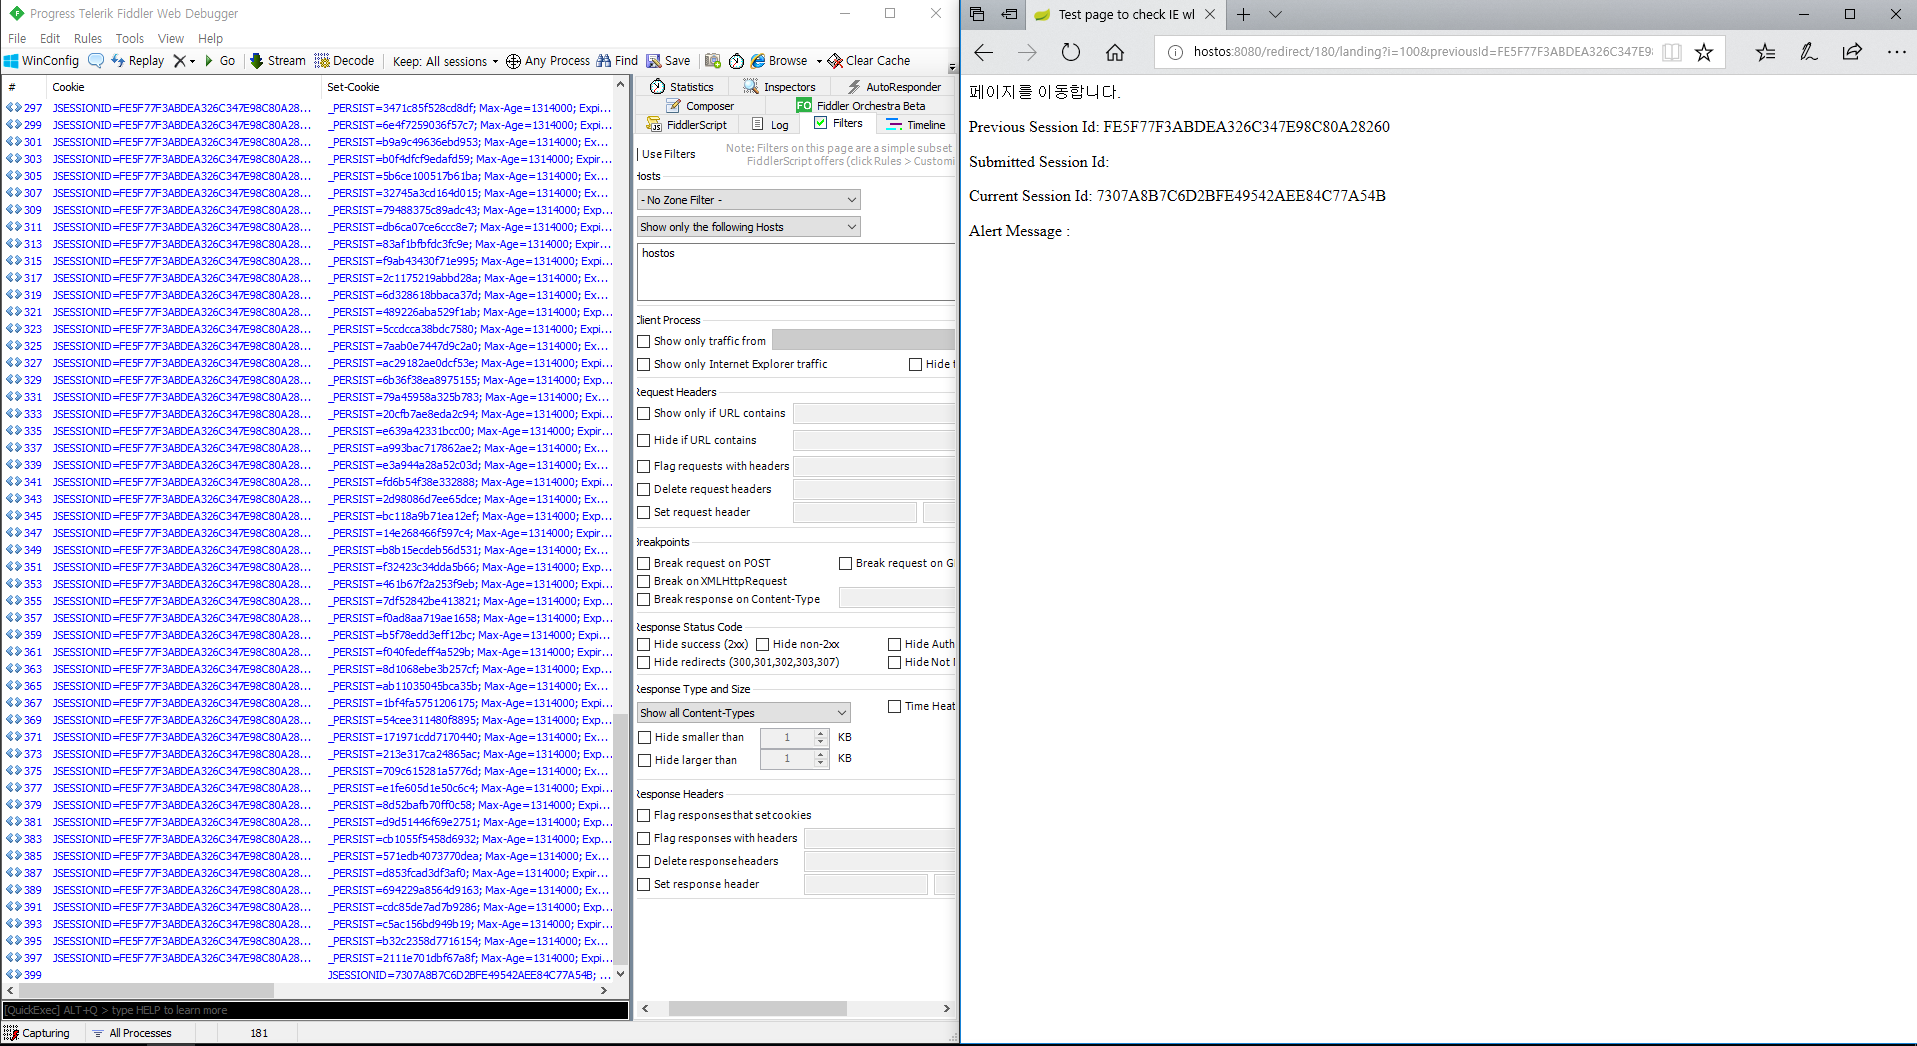 Progress Telerik Fiddler Web Debugger
File Edit Rules Tools View Help
WinConfig Replay Go Stream Decode Keep: All sessions Any Process Find Save Browse Clear Cache
# Cookie Set-Cookie
297 JSESSIONID=FE5F77F3ABDEA326C347E98C80A28... _PERSIST=3471c85f528cd8df; Max-Age=1314000; Expi...
299 JSESSIONID=FE5F77F3ABDEA326C347E98C80A28... _PERSIST=6e4f7259036f57c7; Max-Age=1314000; Exp...
301 JSESSIONID=FE5F77F3ABDEA326C347E98C80A28... _PERSIST=b9a9c49636ebd953; Max-Age=1314000; Ex...
303 JSESSIONID=FE5F77F3ABDEA326C347E98C80A28... _PERSIST=b0f4dfcf9edafd59; Max-Age=1314000; Expir...
305 JSESSIONID=FE5F77F3ABDEA326C347E98C80A28... _PERSIST=5b6ce100517b61ba; Max-Age=1314000; Ex...
307 JSESSIONID=FE5F77F3ABDEA326C347E98C80A28... _PERSIST=32745a3cd164d015; Max-Age=1314000; Ex...
309 JSESSIONID=FE5F77F3ABDEA326C347E98C80A28... _PERSIST=79488375c89adc43; Max-Age=1314000; Exp...
311 JSESSIONID=FE5F77F3ABDEA326C347E98C80A28... _PERSIST=db6ca07ce6ccc8e7; Max-Age=1314000; Ex...
313 JSESSIONID=FE5F77F3ABDEA326C347E98C80A28... _PERSIST=83af1bfbfdc3fc9e; Max-Age=1314000; Expir...
315 JSESSIONID=FE5F77F3ABDEA326C347E98C80A28... _PERSIST=f9ab43430f71e995; Max-Age=1314000; Exp...
317 JSESSIONID=FE5F77F3ABDEA326C347E98C80A28... _PERSIST=2c1175219abbd28a; Max-Age=1314000; Ex...
319 JSESSIONID=FE5F77F3ABDEA326C347E98C80A28... _PERSIST=6d328618bbaca37d; Max-Age=1314000; Ex...
321 JSESSIONID=FE5F77F3ABDEA326C347E98C80A28... _PERSIST=489226aba529f1ab; Max-Age=1314000; Exp...
323 JSESSIONID=FE5F77F3ABDEA326C347E98C80A28... _PERSIST=5ccdcca38bdc7580; Max-Age=1314000; Expi...
325 JSESSIONID=FE5F77F3ABDEA326C347E98C80A28... _PERSIST=7aab0e7447d9c2a0; Max-Age=1314000; Ex...
327 JSESSIONID=FE5F77F3ABDEA326C347E98C80A28... _PERSIST=ac29182ae0dcf53e; Max-Age=1314000; Exp...
329 JSESSIONID=FE5F77F3ABDEA326C347E98C80A28... _PERSIST=6b36f38ea8975155; Max-Age=1314000; Exp...
331 JSESSIONID=FE5F77F3ABDEA326C347E98C80A28... _PERSIST=79a45958a325b783; Max-Age=1314000; Exp...
333 JSESSIONID=FE5F77F3ABDEA326C347E98C80A28... _PERSIST=20cfb7ae8eda2c94; Max-Age=1314000; Exp...
335 JSESSIONID=FE5F77F3ABDEA326C347E98C80A28... _PERSIST=e639a42331bcc00; Max-Age=1314000; Expir...
337 JSESSIONID=FE5F77F3ABDEA326C347E98C80A28... _PERSIST=a993bac717862ae2; Max-Age=1314000; Ex...
339 JSESSIONID=FE5F77F3ABDEA326C347E98C80A28... _PERSIST=e3a944a28a52c03d; Max-Age=1314000; Ex...
341 JSESSIONID=FE5F77F3ABDEA326C347E98C80A28... _PERSIST=fd6b54f38e332888; Max-Age=1314000; Exp...
343 JSESSIONID=FE5F77F3ABDEA326C347E98C80A28... _PERSIST=2d98086d7ee65dce; Max-Age=1314000; Ex...
345 JSESSIONID=FE5F77F3ABDEA326C347E98C80A28... _PERSIST=bc118a9b71ea12ef; Max-Age=1314000; Exp...
347 JSESSIONID=FE5F77F3ABDEA326C347E98C80A28... _PERSIST=14e268466f597c4; Max-Age=1314000; Expir...
349 JSESSIONID=FE5F77F3ABDEA326C347E98C80A28... _PERSIST=b8b15ecdeb56d531; Max-Age=1314000; Ex...
351 JSESSIONID=FE5F77F3ABDEA326C347E98C80A28... _PERSIST=f32423c34dda5b66; Max-Age=1314000; Ex...
353 JSESSIONID=FE5F77F3ABDEA326C347E98C80A28... _PERSIST=461b67f2a253f9eb; Max-Age=1314000; Expi...
355 JSESSIONID=FE5F77F3ABDEA326C347E98C80A28... _PERSIST=7df52842be413821; Max-Age=1314000; Exp...
357 JSESSIONID=FE5F77F3ABDEA326C347E98C80A28... _PERSIST=f0ad8aa719ae1658; Max-Age=1314000; Exp...
359 JSESSIONID=FE5F77F3ABDEA326C347E98C80A28... _PERSIST=b5f78edd3eff12bc; Max-Age=1314000; Expi...
361 JSESSIONID=FE5F77F3ABDEA326C347E98C80A28... _PERSIST=f040fedeff4a529b; Max-Age=1314000; Expir...
363 JSESSIONID=FE5F77F3ABDEA326C347E98C80A28... _PERSIST=8d1068ebe3b257cf; Max-Age=1314000; Exp...
365 JSESSIONID=FE5F77F3ABDEA326C347E98C80A28... _PERSIST=ab11035045bca35b; Max-Age=1314000; Ex...
367 JSESSIONID=FE5F77F3ABDEA326C347E98C80A28... _PERSIST=1bf4fa5751206175; Max-Age=1314000; Exp...
369 JSESSIONID=FE5F77F3ABDEA326C347E98C80A28... _PERSIST=54cee311480f8895; Max-Age=1314000; Exp...
371 JSESSIONID=FE5F77F3ABDEA326C347E98C80A28... _PERSIST=171971cdd7170440; Max-Age=1314000; Exp...
373 JSESSIONID=FE5F77F3ABDEA326C347E98C80A28... _PERSIST=213e317ca24865ac; Max-Age=1314000; Exp...
375 JSESSIONID=FE5F77F3ABDEA326C347E98C80A28... _PERSIST=709c615281a5776d; Max-Age=1314000; Exp...
377 JSESSIONID=FE5F77F3ABDEA326C347E98C80A28... _PERSIST=e1fe605d1e50c6c4; Max-Age=1314000; Exp...
379 JSESSIONID=FE5F77F3ABDEA326C347E98C80A28... _PERSIST=8d52bafb70ff0c58; Max-Age=1314000; Expi...
381 JSESSIONID=FE5F77F3ABDEA326C347E98C80A28... _PERSIST=d9d51446f69e2751; Max-Age=1314000; Exp...
383 JSESSIONID=FE5F77F3ABDEA326C347E98C80A28... _PERSIST=cb1055f5458d6932; Max-Age=1314000; Exp...
385 JSESSIONID=FE5F77F3ABDEA326C347E98C80A28... _PERSIST=571edb4073770dea; Max-Age=1314000; Ex...
387 JSESSIONID=FE5F77F3ABDEA326C347E98C80A28... _PERSIST=d853fcad3df3af0; Max-Age=1314000; Expir...
389 JSESSIONID=FE5F77F3ABDEA326C347E98C80A28... _PERSIST=694229a8564d9163; Max-Age=1314000; Ex...
391 JSESSIONID=FE5F77F3ABDEA326C347E98C80A28... _PERSIST=cdc85de7ad7b9286; Max-Age=1314000; Exp...
393 JSESSIONID=FE5F77F3ABDEA326C347E98C80A28... _PERSIST=c5ac156bd949b19; Max-Age=1314000; Expir...
395 JSESSIONID=FE5F77F3ABDEA326C347E98C80A28... _PERSIST=b32c2358d7716154; Max-Age=1314000; Ex...
397 JSESSIONID=FE5F77F3ABDEA326C347E98C80A28... _PERSIST=2111e701dbf67a8f; Max-Age=1314000; Exp...
399 JSESSIONID=7307A8B7C6D2BFE49542AEE84C77A54B; ...
[QuickExec] ALT+Q > type HELP to learn more
Capturing All Processes 181
Statistics Inspectors AutoResponder
Composer FO Fiddler Orchestra Beta
FiddlerScript Log Filters Timeline
Use Filters Note: Filters on this page are a simple subset
FiddlerScript offers (click Rules > Customi
Hosts
- No Zone Filter -
Show only the following Hosts
hostos
Client Process
Show only traffic from
Show only Internet Explorer traffic Hide t
Request Headers
Show only if URL contains
Hide if URL contains
Flag requests with headers
Delete request headers
Set request header
Breakpoints
Break request on POST Break request on G
Break on XMLHttpRequest
Break response on Content-Type
Response Status Code
Hide success (2xx) Hide non-2xx Hide Auth
Hide redirects (300,301,302,303,307) Hide Not
Response Type and Size
Show all Content-Types Time Heat
Hide smaller than 1 KB
Hide larger than 1 KB
Response Headers
Flag responses that set cookies
Flag responses with headers
Delete response headers
Set response header
Test page to check IE wl
hostos:8080/redirect/180/landing?i=100&previousId=FE5F77F3ABDEA326C347E9
페이지를 이동합니다.
Previous Session Id: FE5F77F3ABDEA326C347E98C80A28260
Submitted Session Id:
Current Session Id: 7307A8B7C6D2BFE49542AEE84C77A54B
Alert Message :